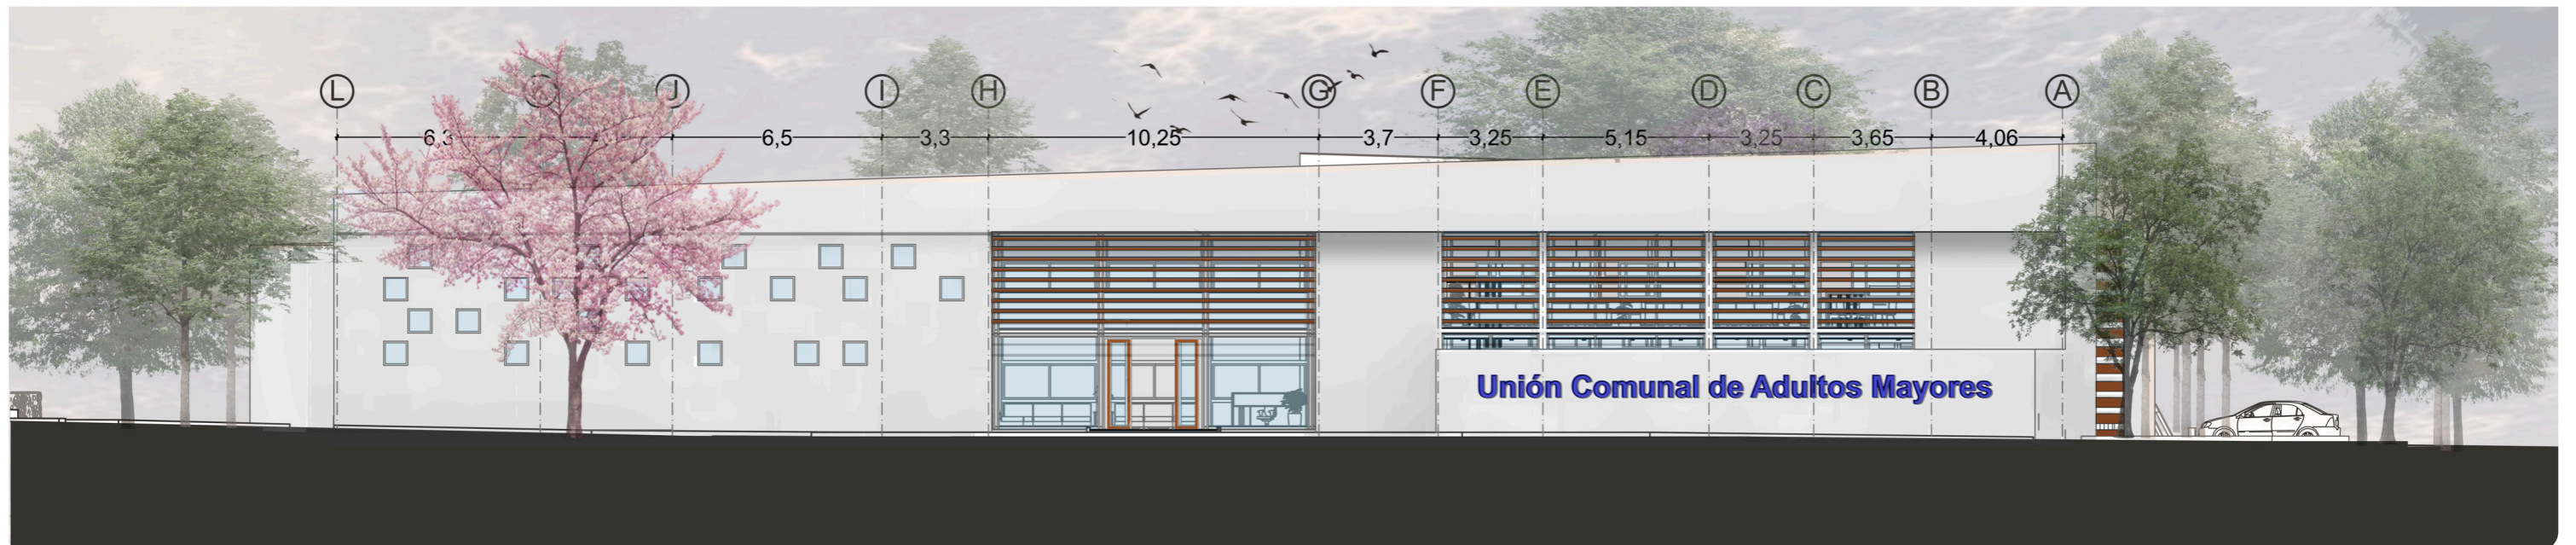 L J I H G F E D C B A
6,3 6,5 3,3 10,25 3,7 3,25 5,15 3,25 3,65 4,06
Unión Comunal de Adultos Mayores